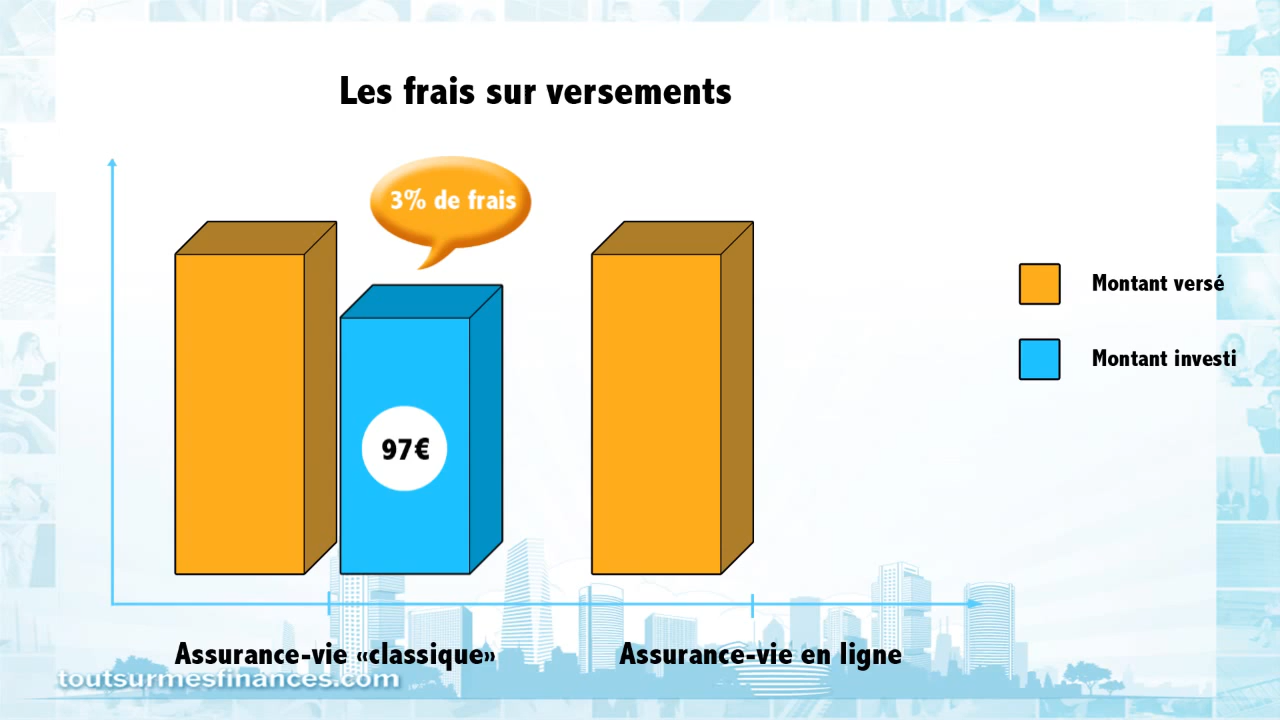 Les frais sur versements
3% de frais
97€
Montant versé
Montant investi
Assurance-vie «classique»
Assurance-vie en ligne
toutsurmesfinances.com